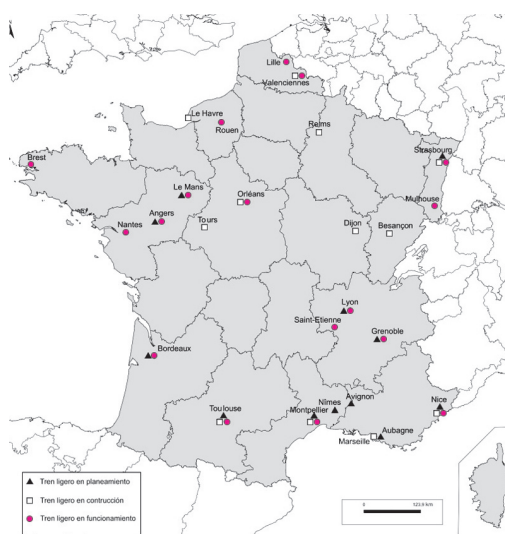 Lille
Valenciennes
Le Havre
Rouen
Reims
Strasbourg
Brest
Le Mans
Orléans
Mulhouse
Angers
Nantes
Tours
Dijon
Besançon
Lyon
Saint-Etienne
Grenoble
Bordeaux
Avignon
Nîmes
Toulouse
Montpellier
Nice
Aubagne
Marseille
Tren ligero en planeamiento
Tren ligero en contrucción
Tren ligero en funcionamiento
0 123,5 km